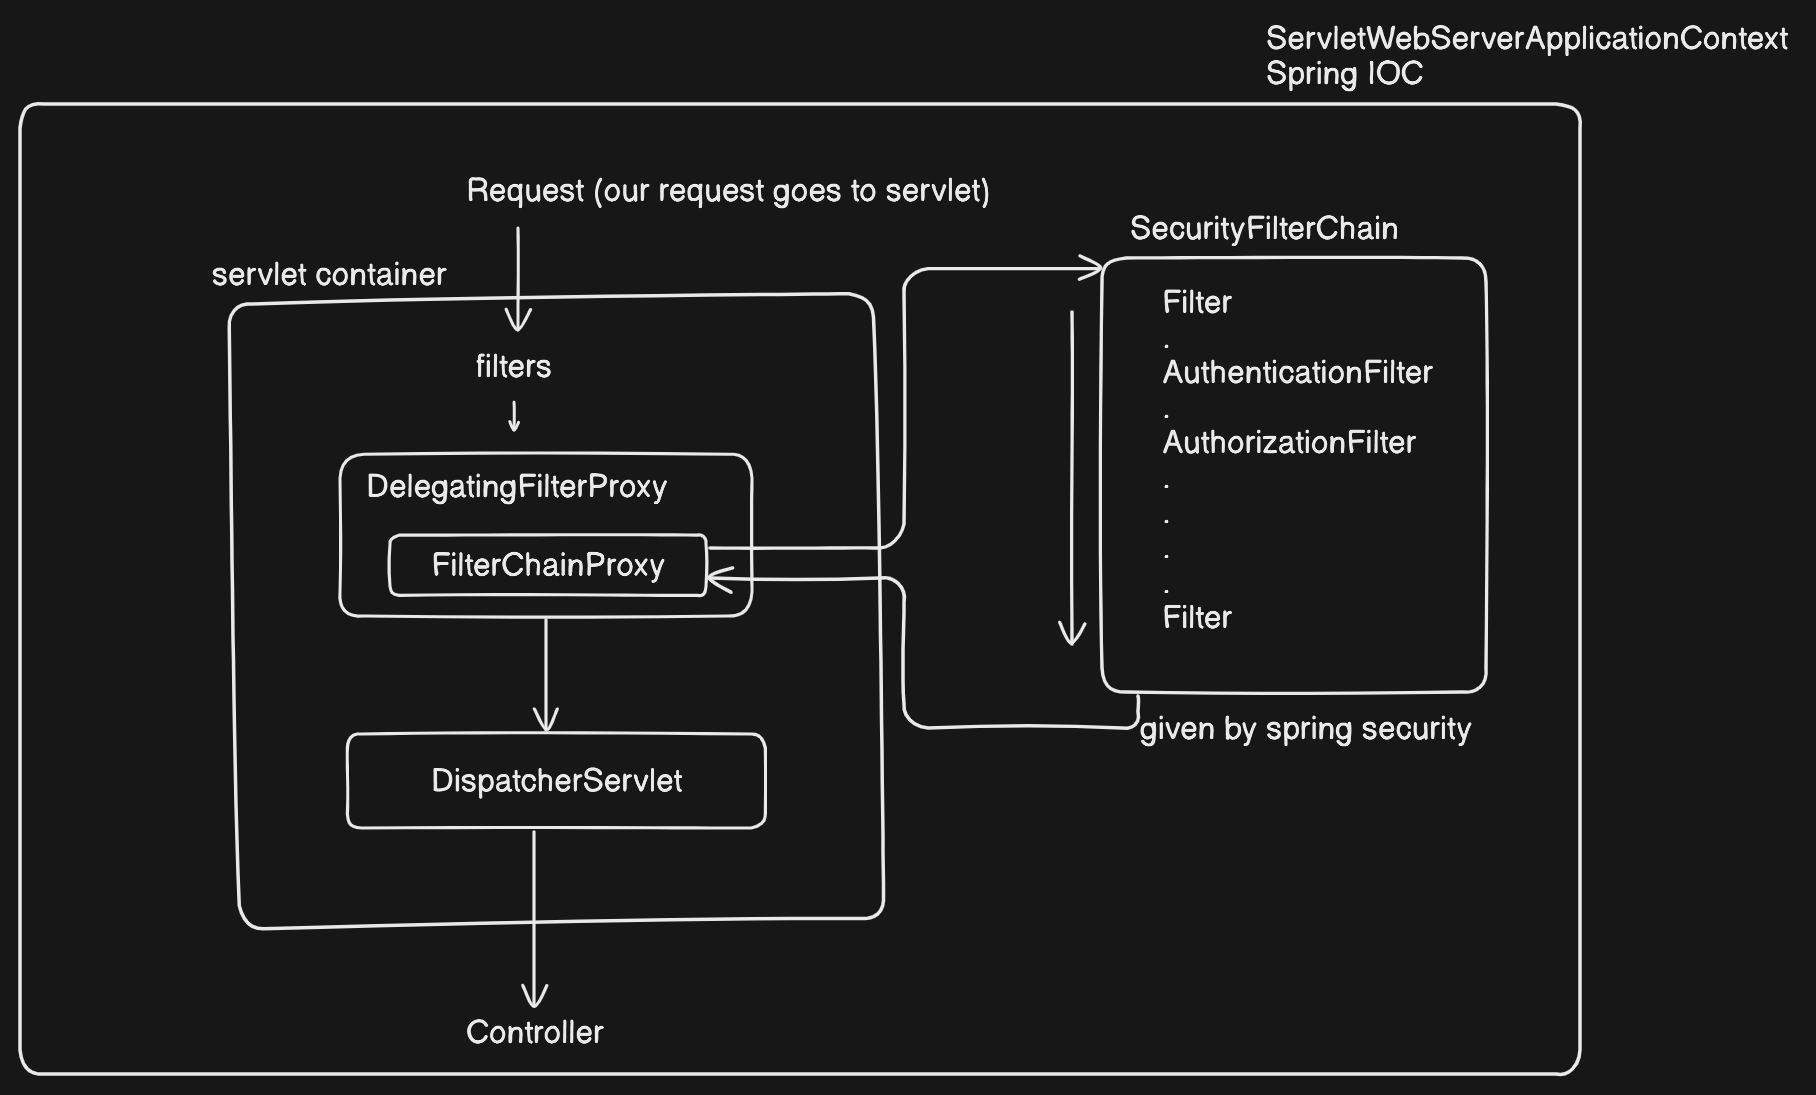 ServletWebServerApplicationContext
Spring IOC
Request (our request goes to servlet)
servlet container
filters
DelegatingFilterProxy
FilterChainProxy
DispatcherServlet
Controller
SecurityFilterChain
Filter
.
AuthenticationFilter
.
AuthorizationFilter
.
.
.
.
Filter
given by spring security